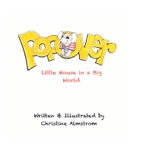 Popover
Little Mouse in a Big
World
Written & Illustrated by
Christine Almstrom